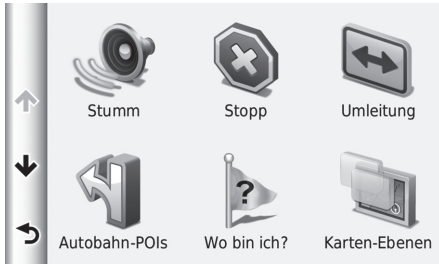 Stumm
Stopp
Umleitung
?
Autobahn-POIs
Wo bin ich?
Karten-Ebenen